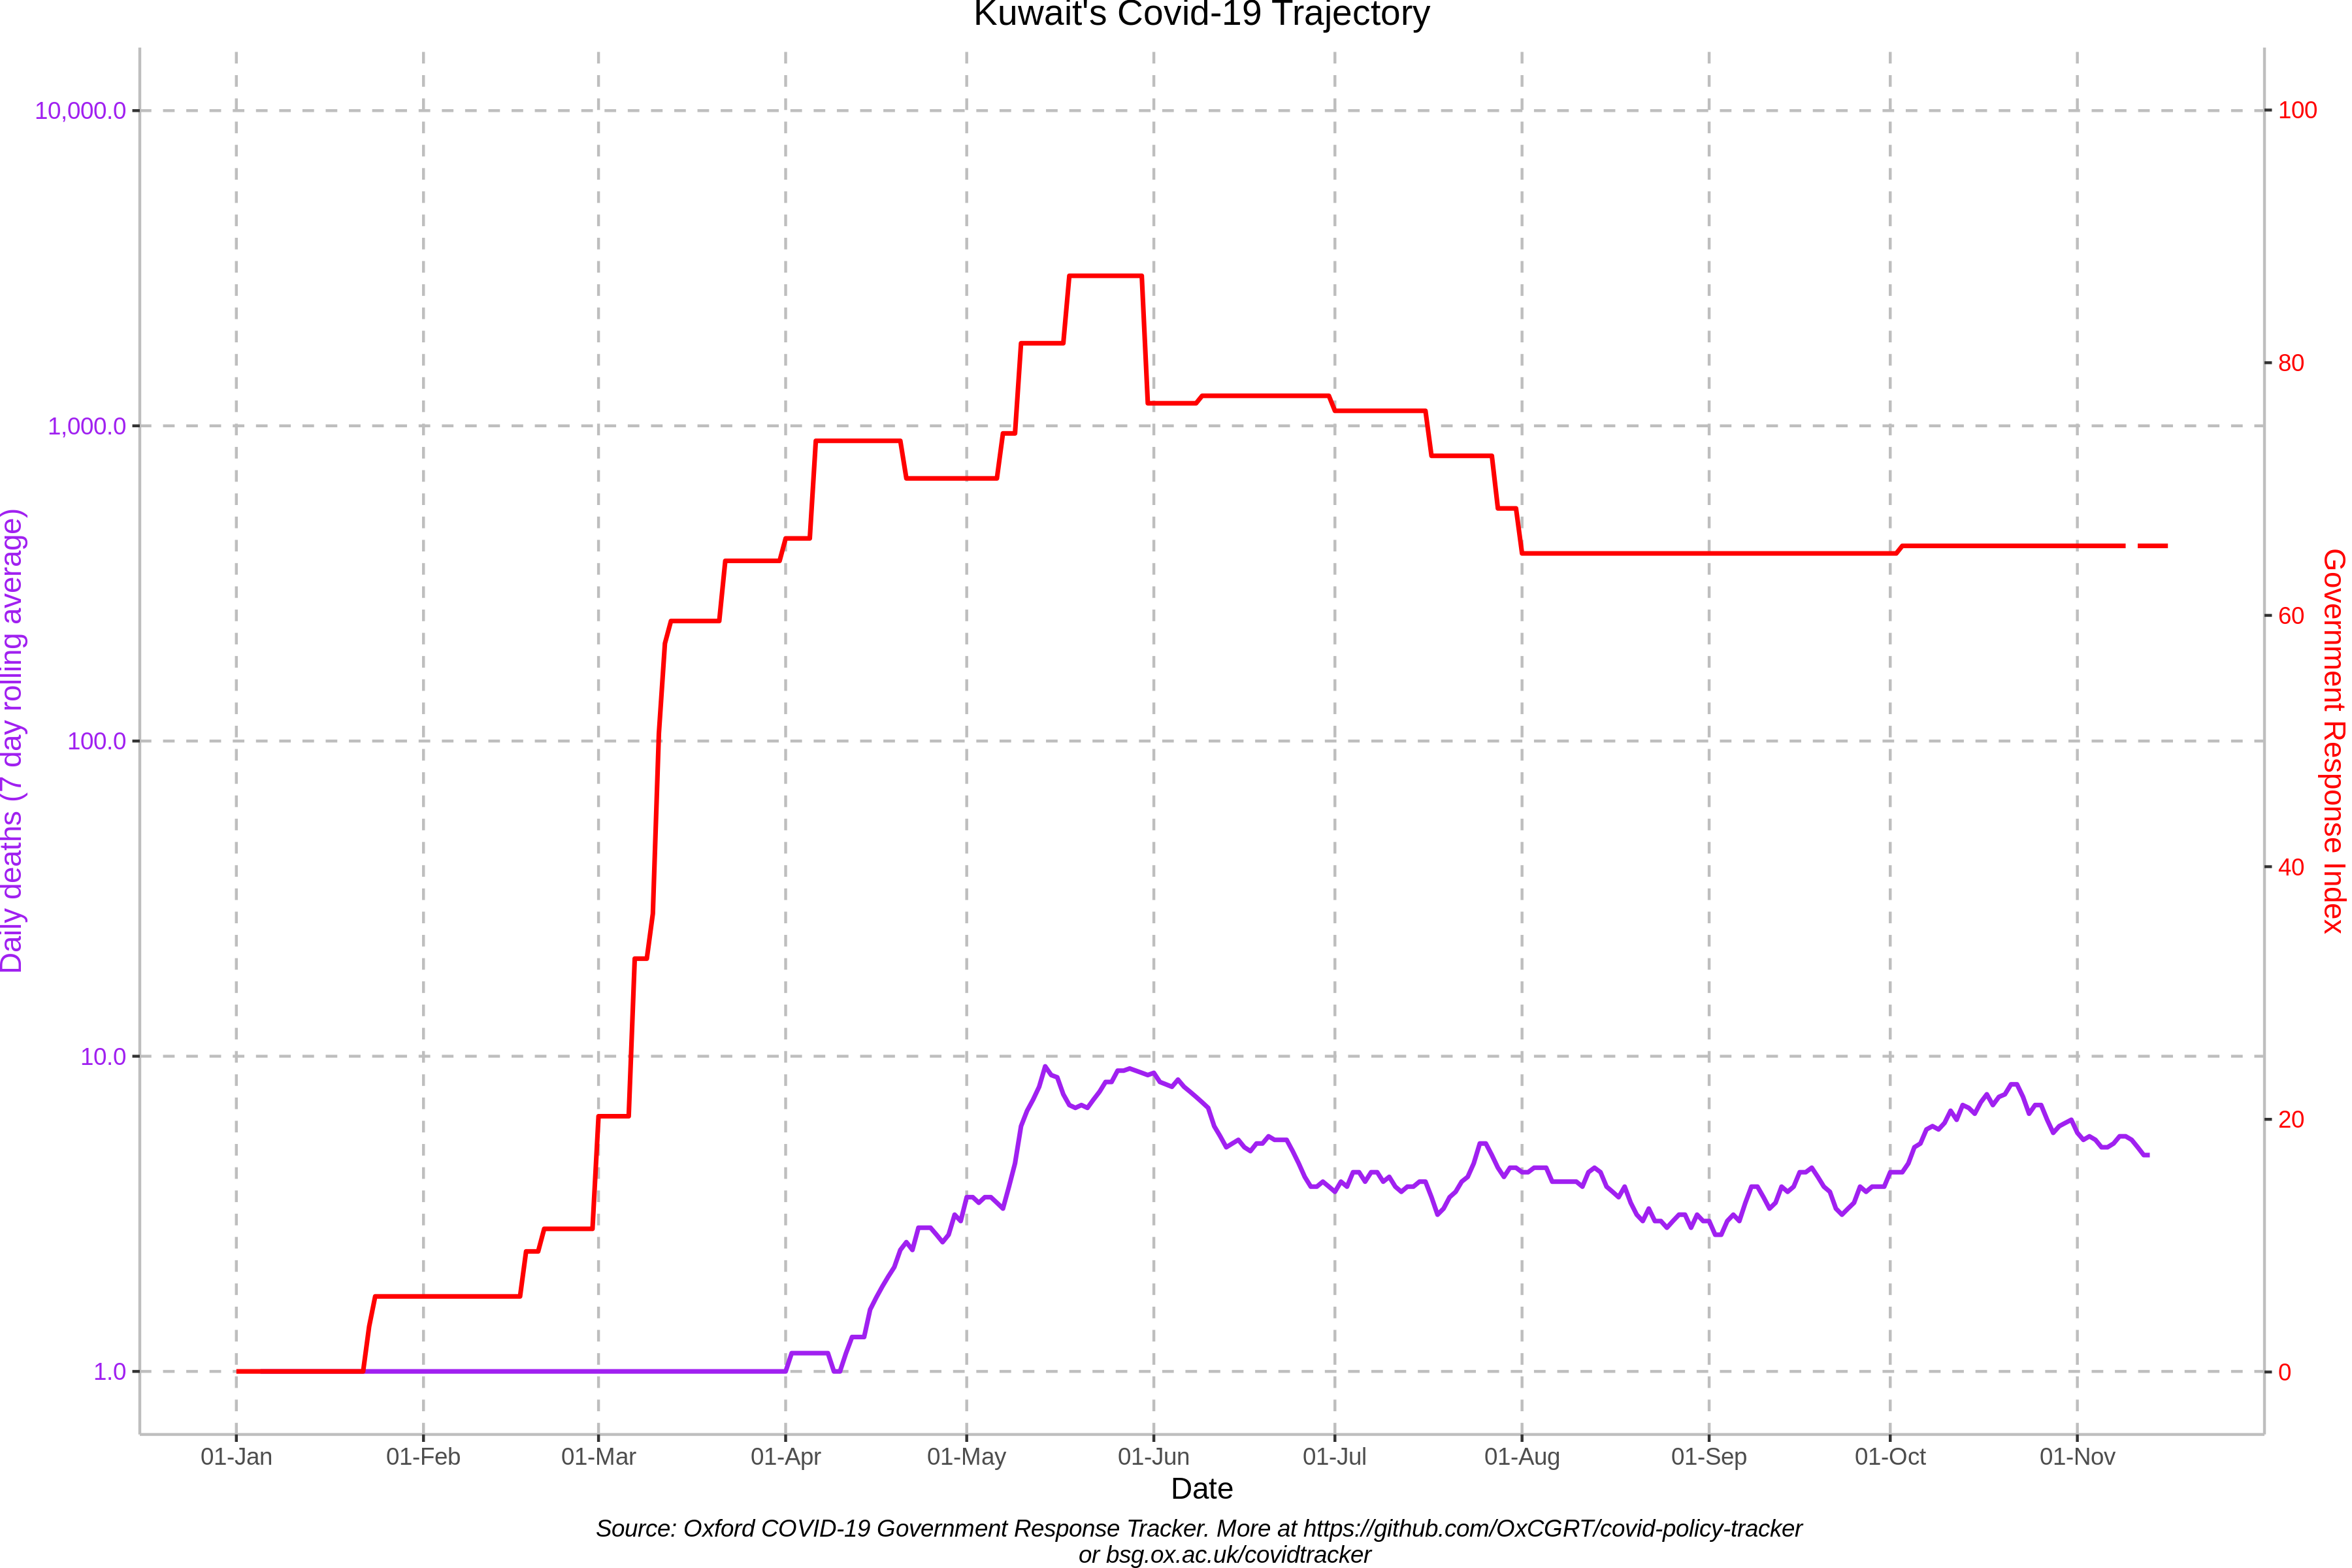 Kuwait's Covid-19 Trajectory
10,000.0
1,000.0
100.0
10.0
1.0
Daily deaths (7 day rolling average)
100
80
60
40
20
0
Government Response Index
01-Jan
01-Feb
01-Mar
01-Apr
01-May
01-Jun
01-Jul
01-Aug
01-Sep
01-Oct
01-Nov
Date
Source: Oxford COVID-19 Government Response Tracker. More at https://github.com/OxCGRT/covid-policy-tracker
or bsg.ox.ac.uk/covidtracker